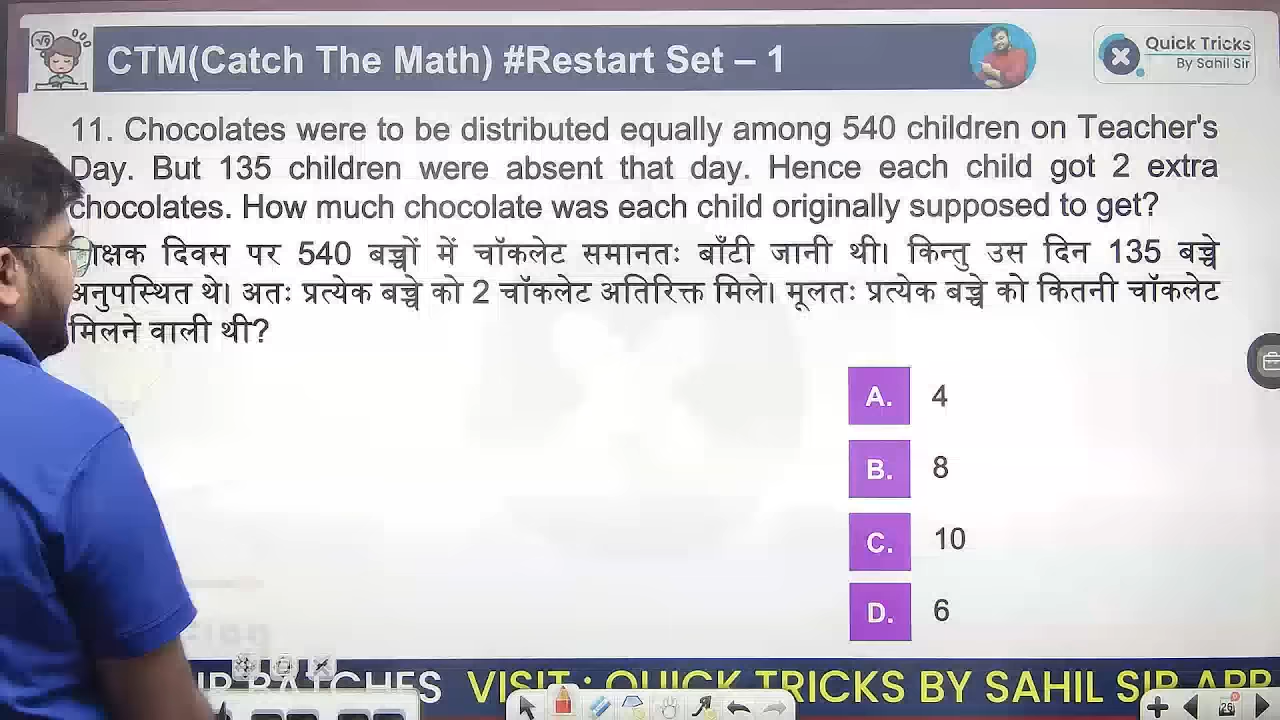 CTM(Catch The Math) #Restart Set – 1
Quick Tricks
By Sahil Sir
11. Chocolates were to be distributed equally among 540 children on Teacher's
Day. But 135 children were absent that day. Hence each child got 2 extra
chocolates. How much chocolate was each child originally supposed to get?
दिवस पर 540 बच्चों में चॉकलेट समानतः बाँटी जानी थी। किन्तु उस दिन 135 बच्चे
अनुपस्थित थे। अतः प्रत्येक बच्चे को 2 चॉकलेट अतिरिक्त मिले। मूलतः प्रत्येक बच्चे को कितनी चॉकलेट
मिलने वाली थी?
A. 4
B. 8
C. 10
D. 6
BATCHES VISIT : QUICK TRICKS BY SAHIL SIR APP
26